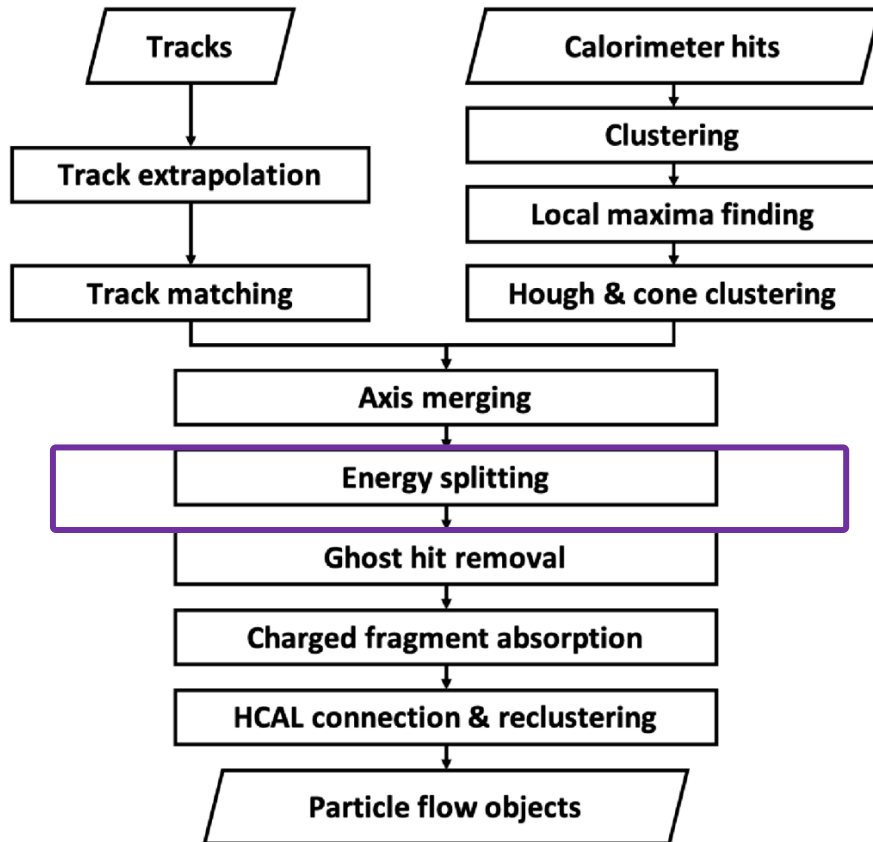 Tracks
Calorimeter hits
Track extrapolation
Clustering
Local maxima finding
Track matching
Hough & cone clustering
Axis merging
Energy splitting
Ghost hit removal
Charged fragment absorption
HCAL connection & reclustering
Particle flow objects